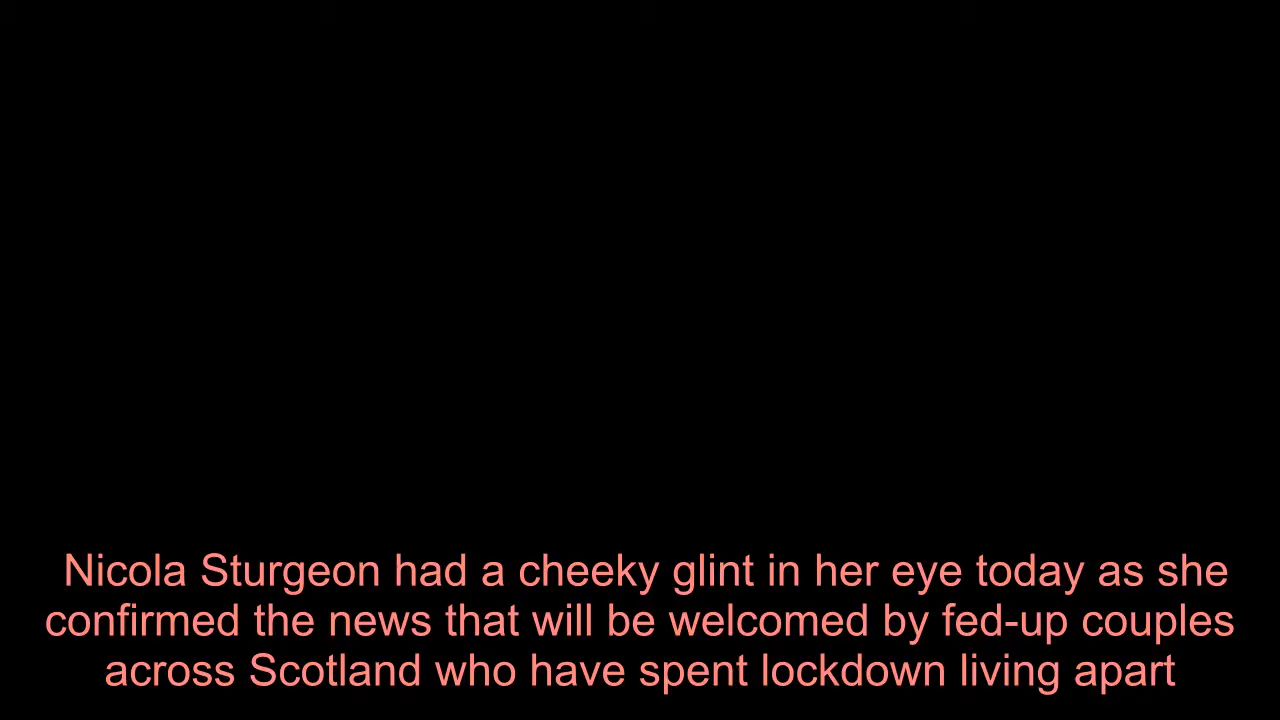 Nicola Sturgeon had a cheeky glint in her eye today as she
confirmed the news that will be welcomed by fed-up couples
across Scotland who have spent lockdown living apart